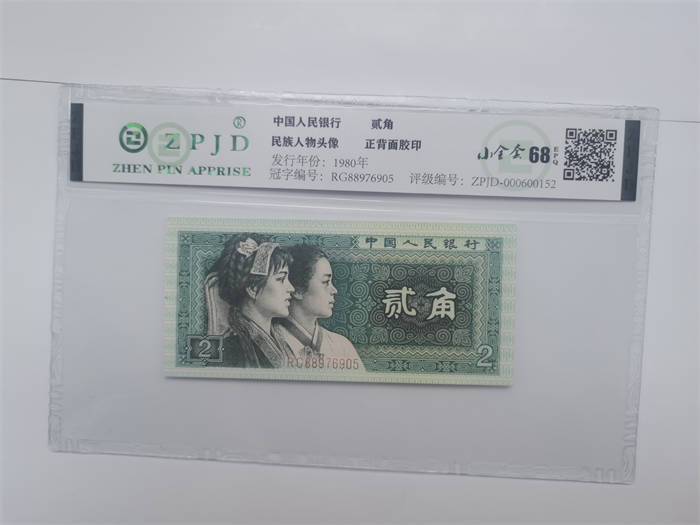 ZPJD®
ZHEN PIN APPRISE
中国人民银行 贰角
民族人物头像 正背面胶印
发行年份：1980年
冠字编号：RG88976905 评级编号：ZPJD-000600152
小全套 68 EPQ
中国人民银行
贰角
2
RG88976905
2